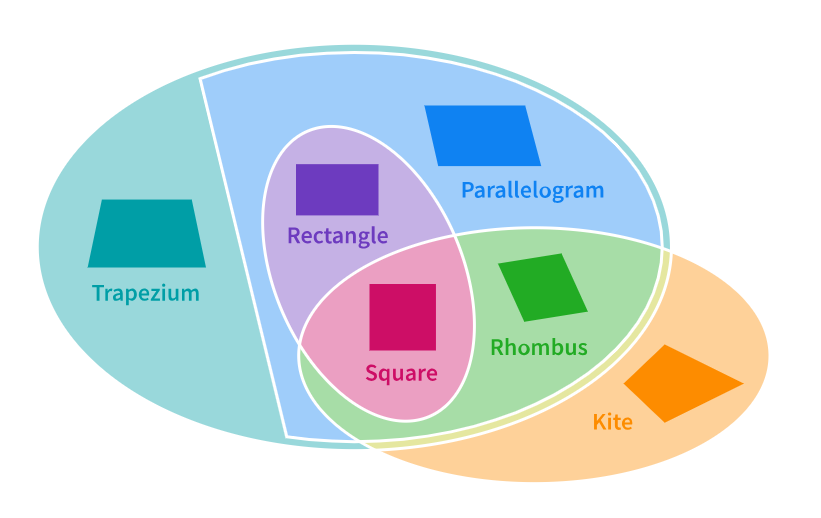 Parallelogram
Rectangle
Trapezium
Rhombus
Square
Kite